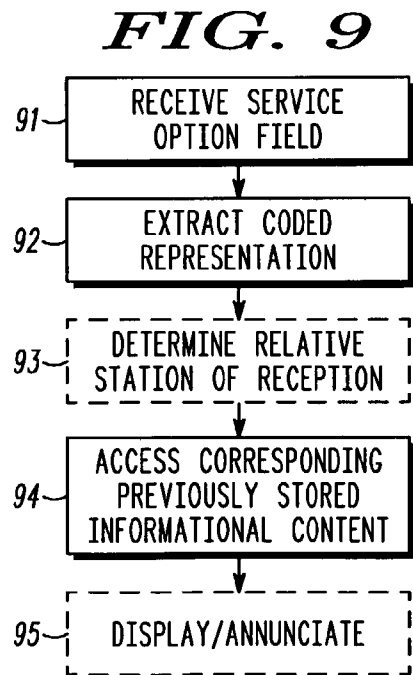 FIG. 9
91
RECEIVE SERVICE
OPTION FIELD
92
EXTRACT CODED
REPRESENTATION
93
DETERMINE RELATIVE
STATION OF RECEPTION
94
ACCESS CORRESPONDING
PREVIOUSLY STORED
INFORMATIONAL CONTENT
95
DISPLAY/ANNUNCIATE